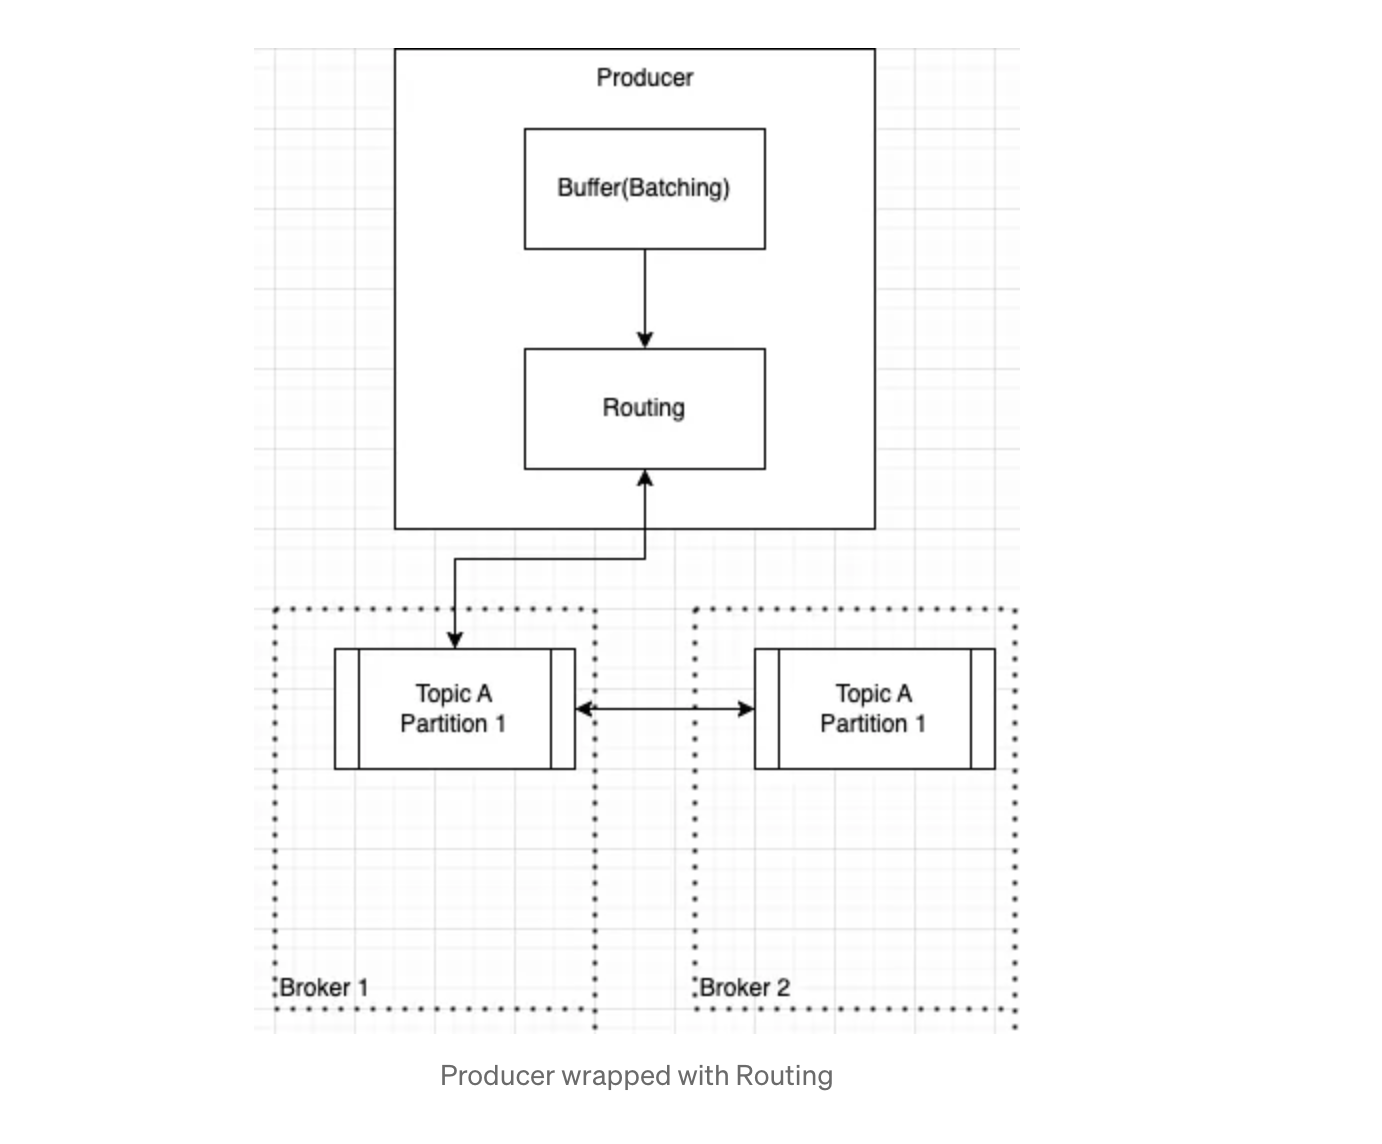 Producer
Buffer(Batching)
Routing
Topic A
Partition 1
Topic A
Partition 1
Broker 1
Broker 2
Producer wrapped with Routing